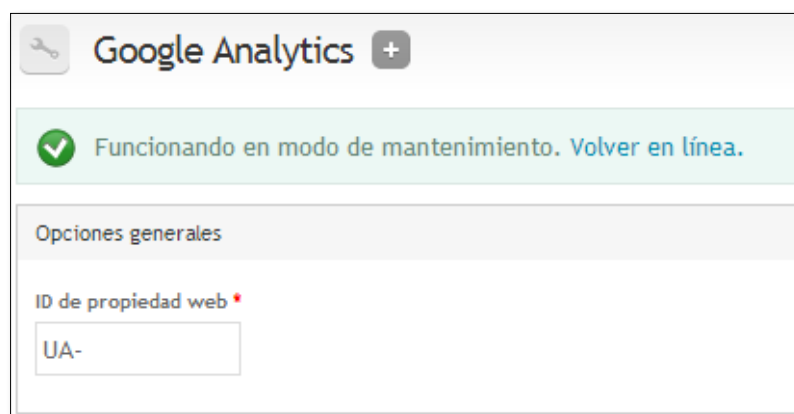 Google Analytics +
Funcionando en modo de mantenimiento. Volver en línea.
Opciones generales
ID de propiedad web *
UA-